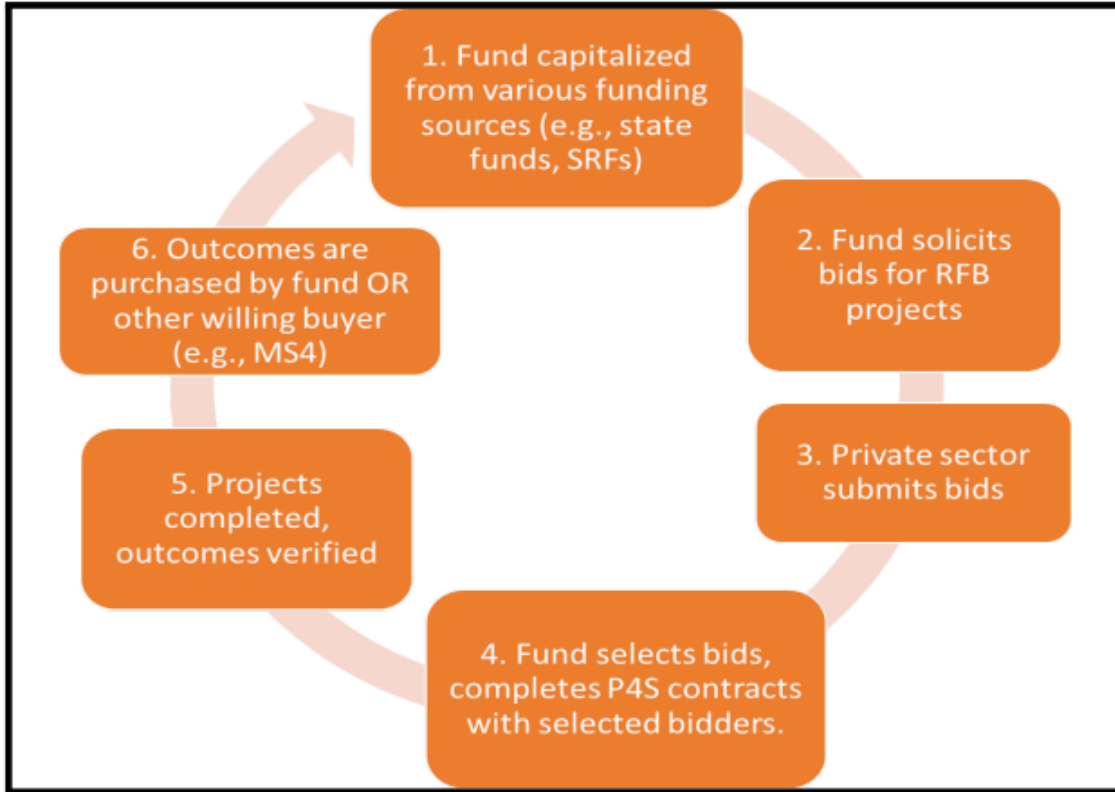 1. Fund capitalized
from various funding
sources (e.g., state
funds, SRFs)
2. Fund solicits
bids for RFB
projects
3. Private sector
submits bids
4. Fund selects bids,
completes P4S contracts
with selected bidders.
5. Projects
completed,
outcomes verified
6. Outcomes are
purchased by fund OR
other willing buyer
(e.g., MS4)